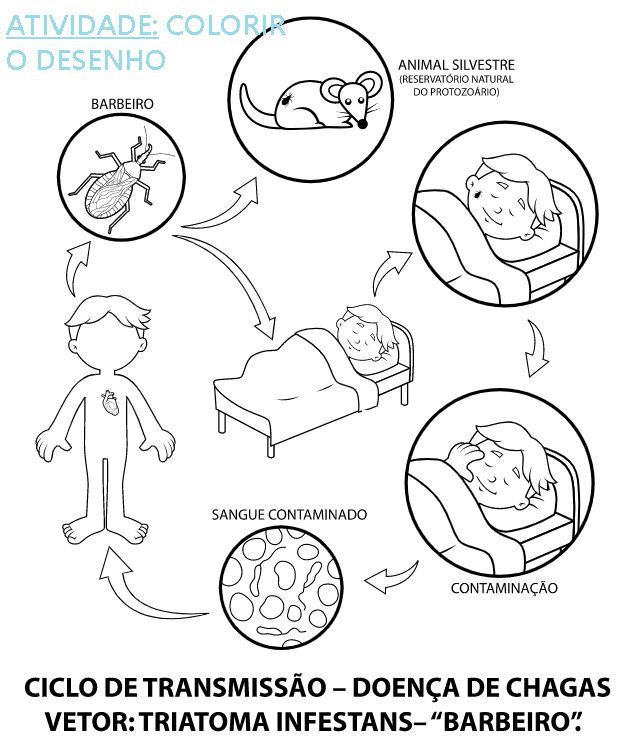 ATIVIDADE: COLORIR
O DESENHO
ANIMAL SILVESTRE
(RESERVATÓRIO NATURAL
DO PROTOZOÁRIO)
BARBEIRO
SANGUE CONTAMINADO
CONTAMINAÇÃO
CICLO DE TRANSMISSÃO – DOENÇA DE CHAGAS
VETOR: TRIATOMA INFESTANS– “BARBEIRO”.